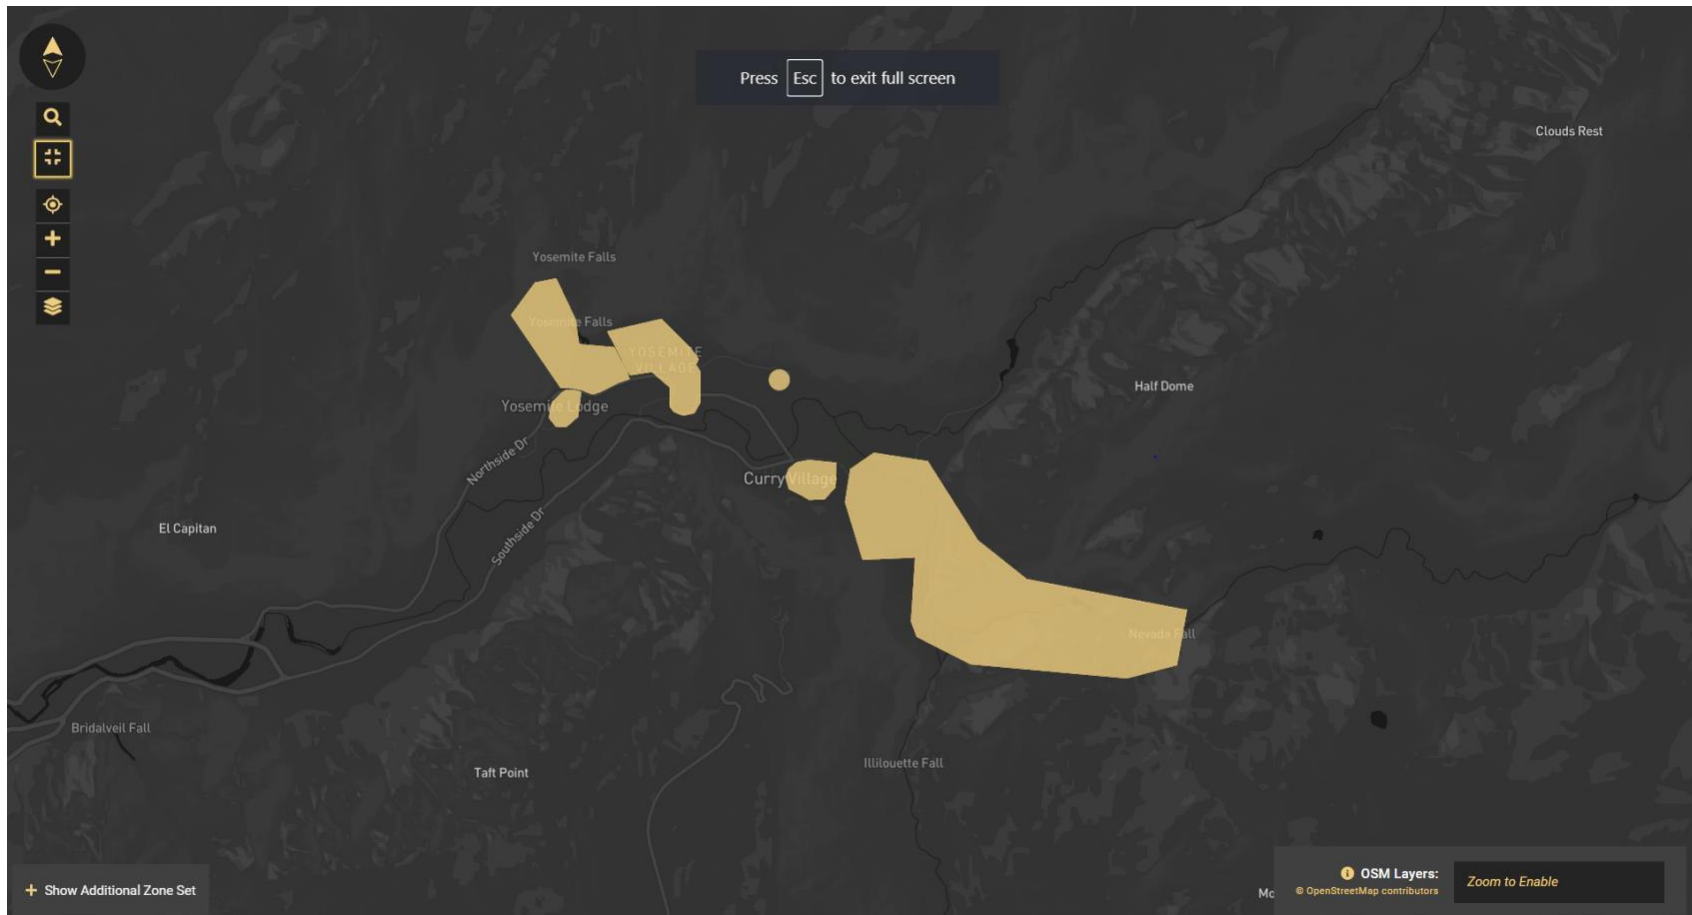 Press Esc to exit full screen
Clouds Rest
Yosemite Falls
Yosemite Falls
YOSEMITE
VILLAGE
Half Dome
Yosemite Lodge
Northside Dr
Curry Village
Southside Dr
El Capitan
Nevada Fall
Bridalveil Fall
Illilouette Fall
Taft Point
OSM Layers:
© OpenStreetMap contributors
Zoom to Enable
+ Show Additional Zone Set
Mo